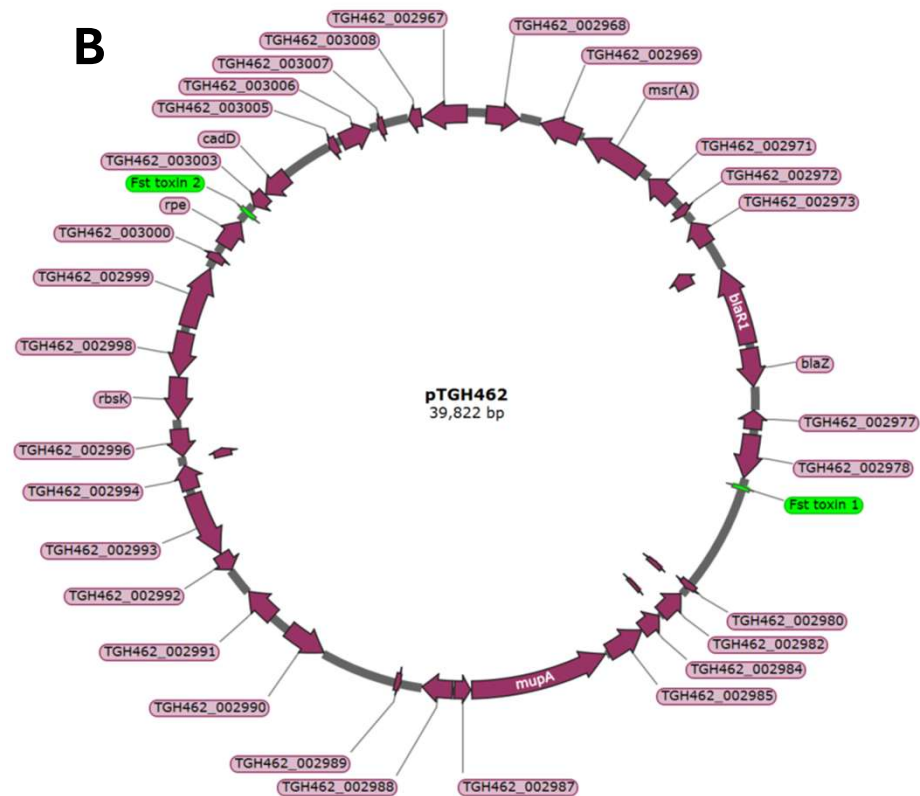 B
TGH462_002967
TGH462_003008
TGH462_003007
TGH462_003006
TGH462_003005
cadD
TGH462_003003
Fst toxin 2
rpe
TGH462_003000
TGH462_002999
TGH462_002998
rbsK
TGH462_002996
TGH462_002994
TGH462_002993
TGH462_002992
TGH462_002991
TGH462_002990
TGH462_002989
TGH462_002988
TGH462_002968
TGH462_002969
msr(A)
TGH462_002971
TGH462_002972
TGH462_002973
blaR1
blaZ
TGH462_002977
TGH462_002978
Fst toxin 1
TGH462_002980
TGH462_002982
TGH462_002984
TGH462_002985
mupA
TGH462_002987
pTGH462
39,822 bp